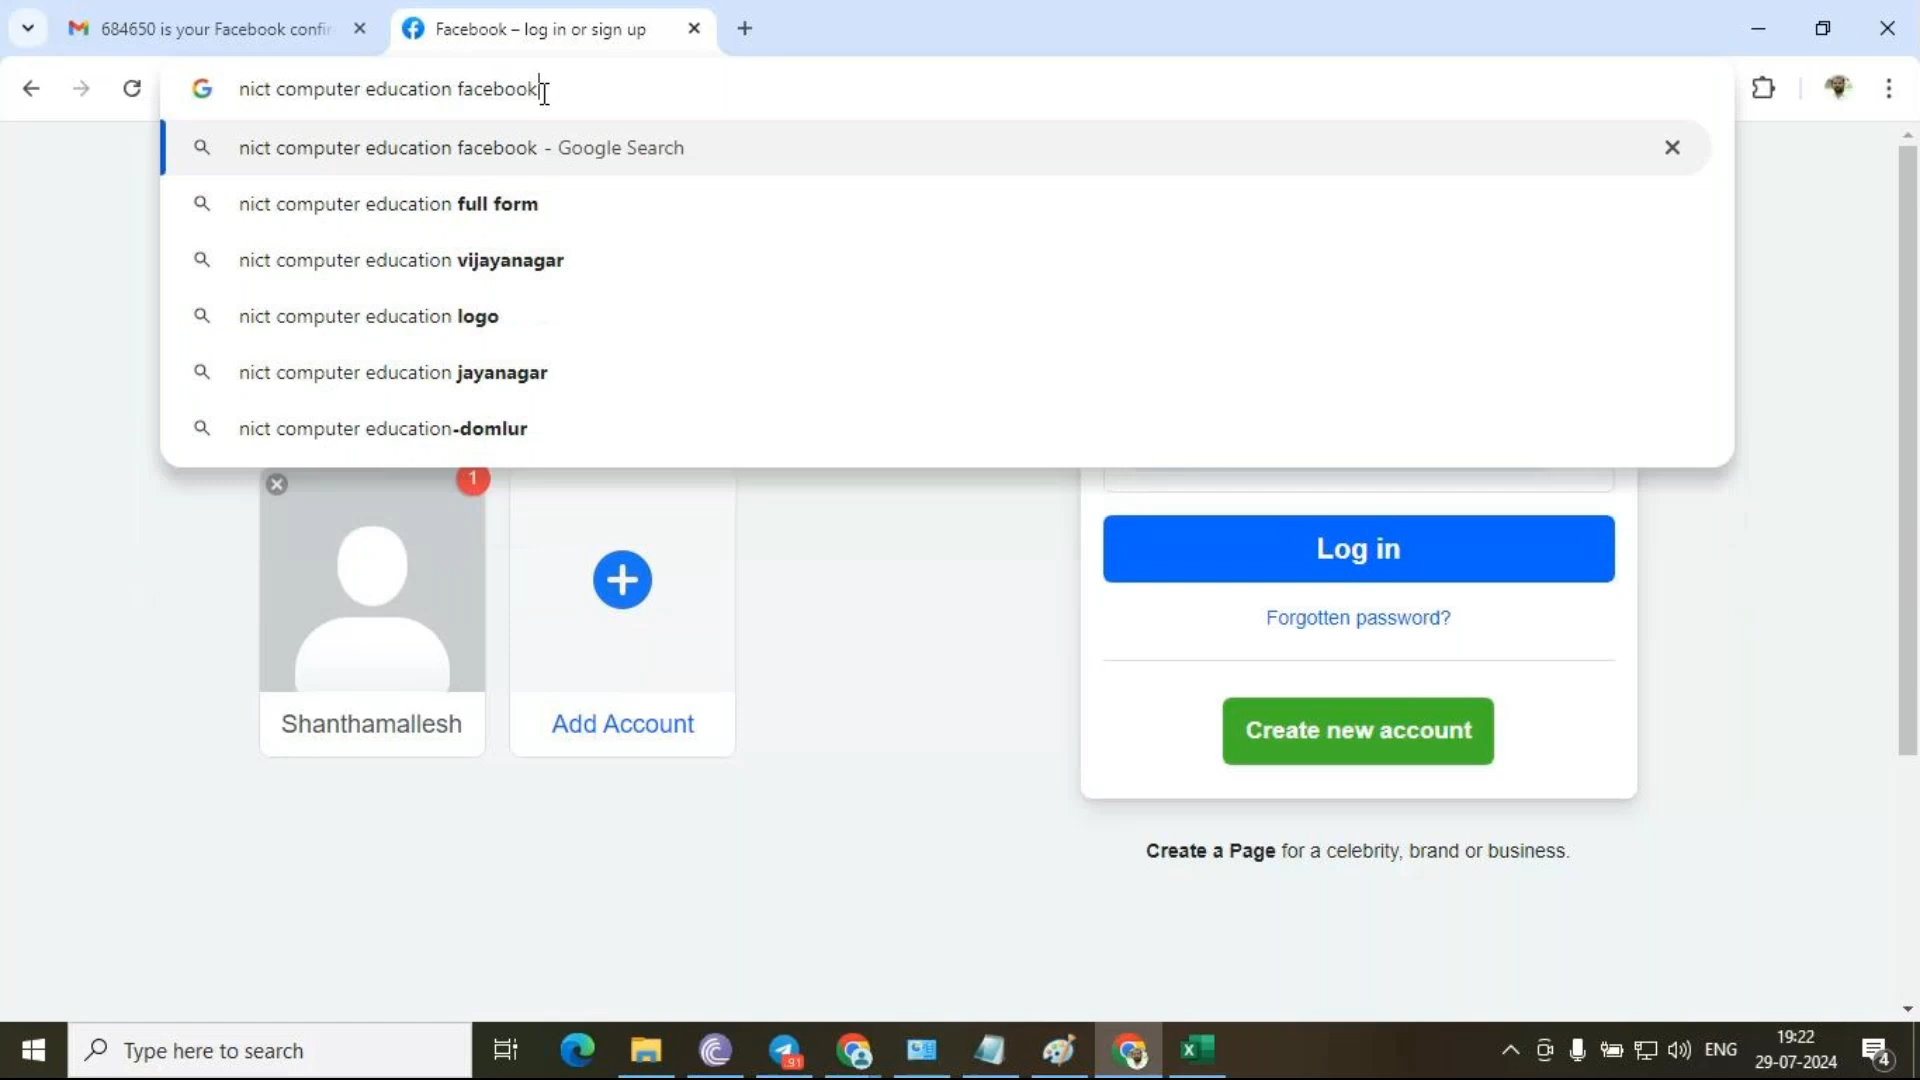 684650 is your Facebook confir
Facebook – log in or sign up
nict computer education facebook
nict computer education facebook - Google Search
nict computer education full form
nict computer education vijayanagar
nict computer education logo
nict computer education jayanagar
nict computer education-domlur
1
Log in
Forgotten password?
Shanthamallesh
Add Account
Create new account
Create a Page for a celebrity, brand or business.
Type here to search
91
ENG
19:22
29-07-2024
4